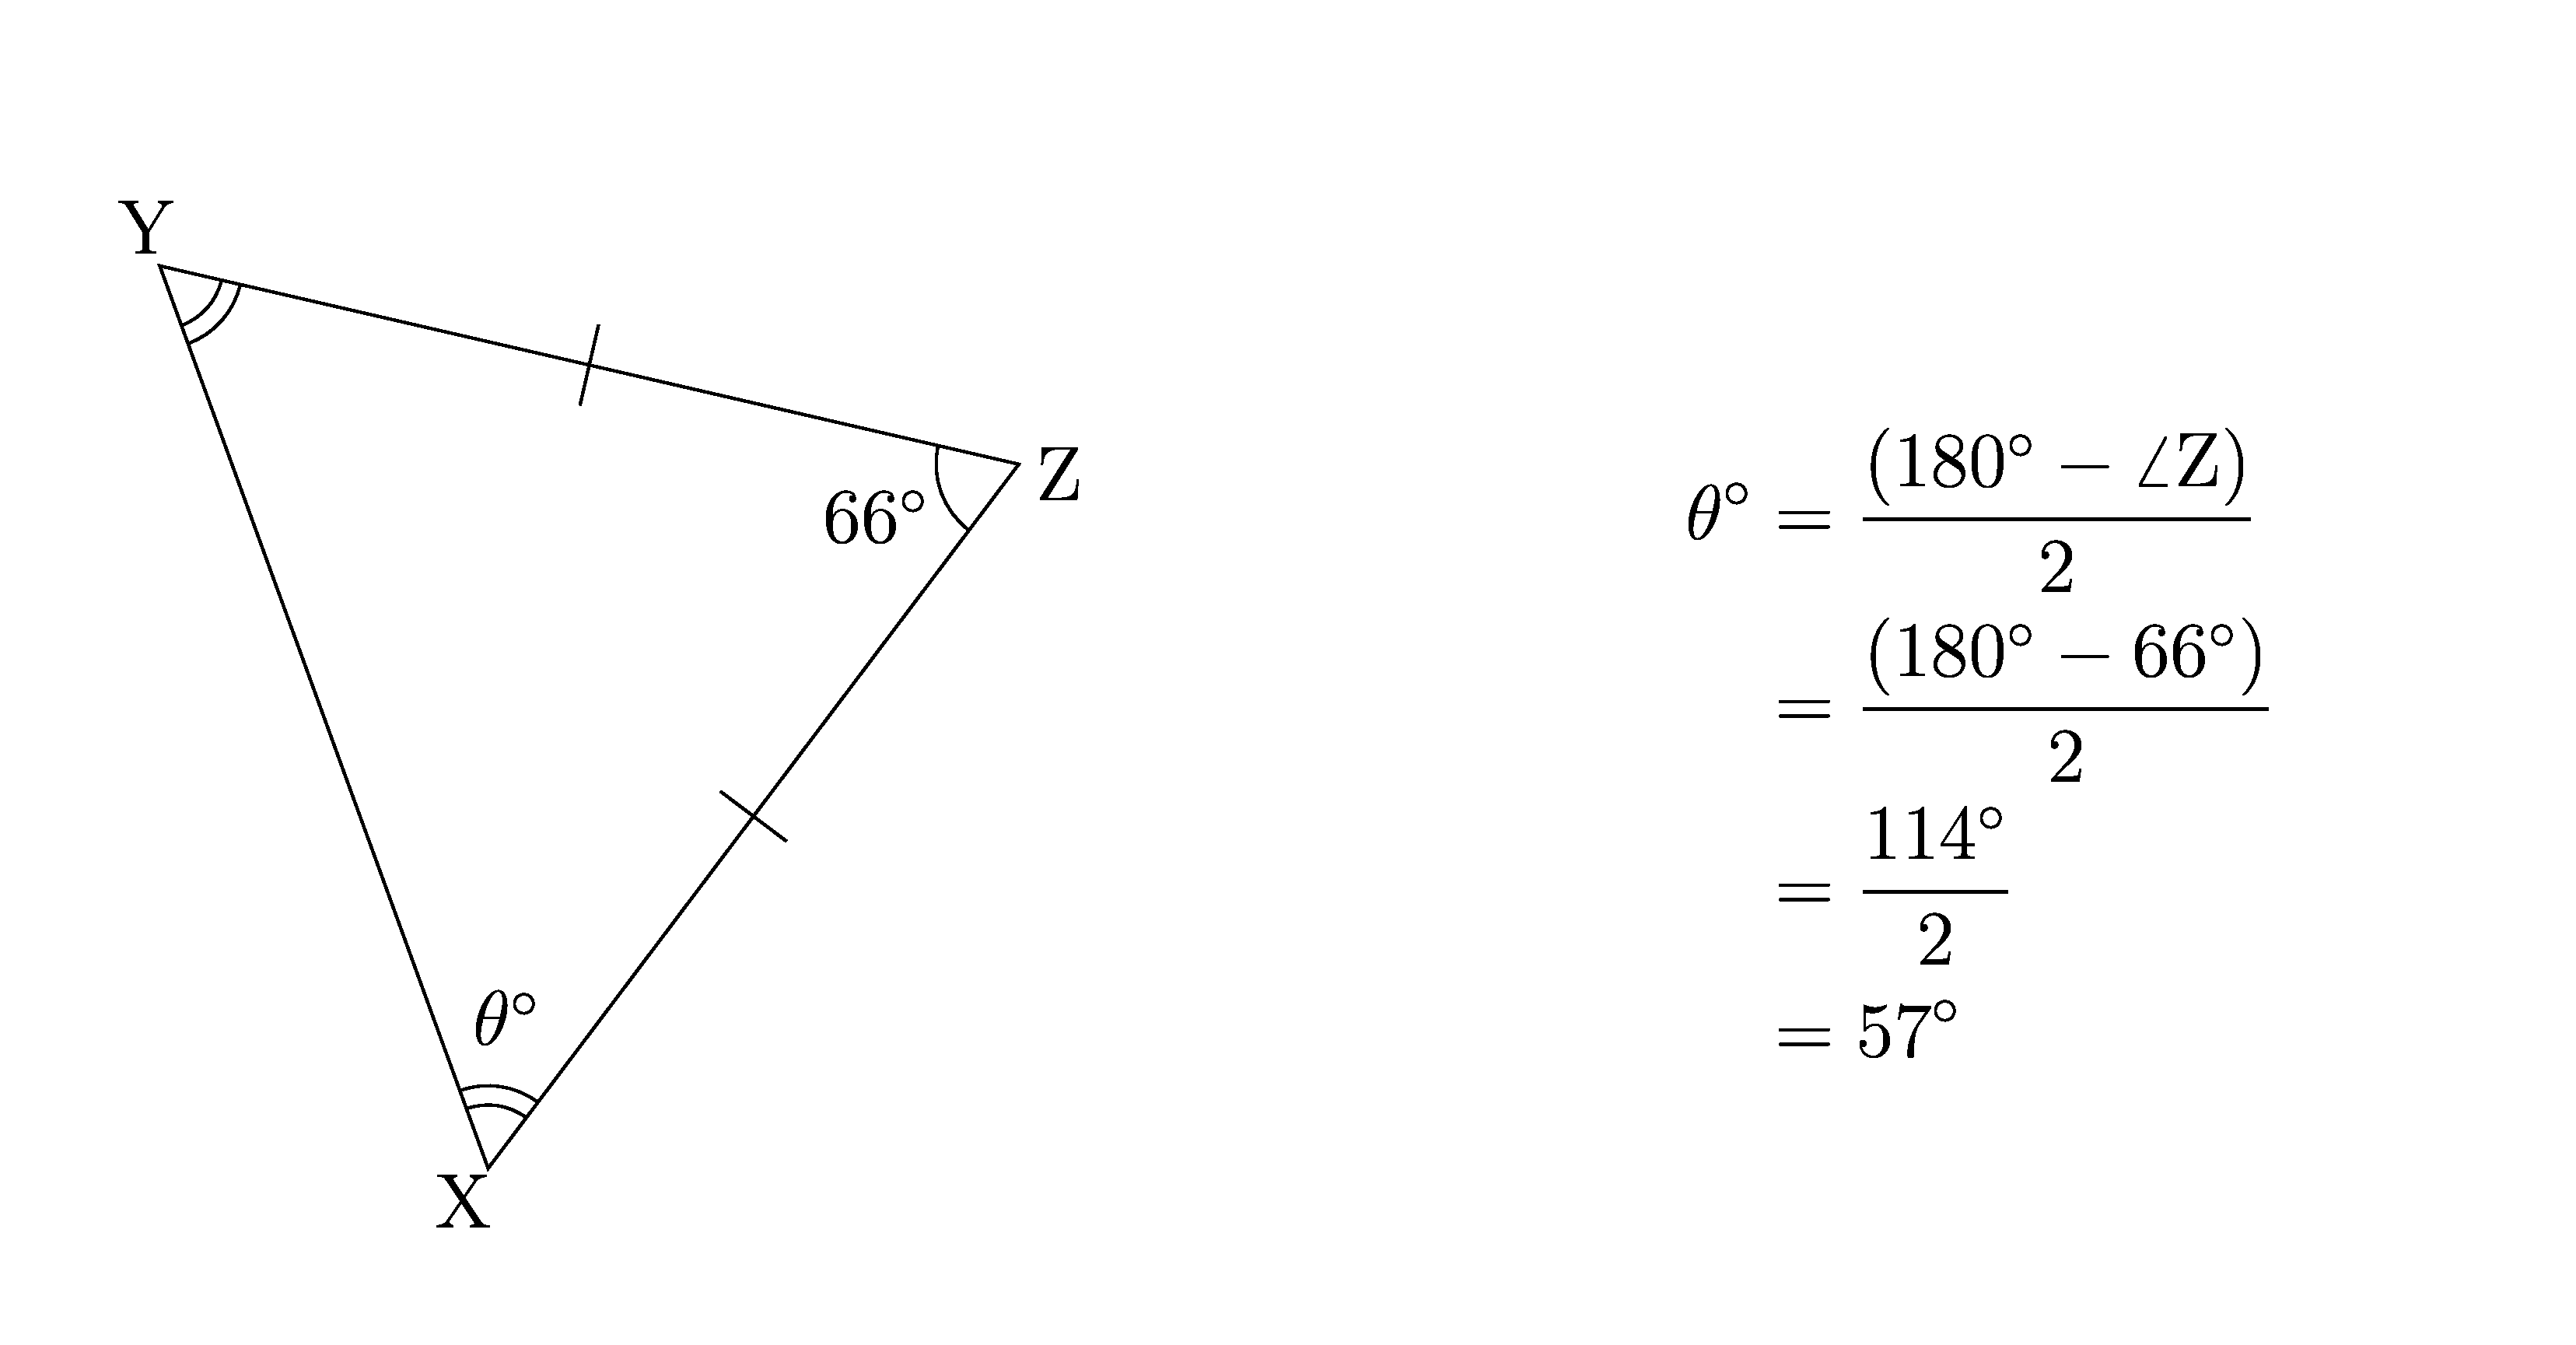 Y
Z
66°
θ°
X
θ° = (180° − ∠Z) / 2
= (180° − 66°) / 2
= 114° / 2
= 57°